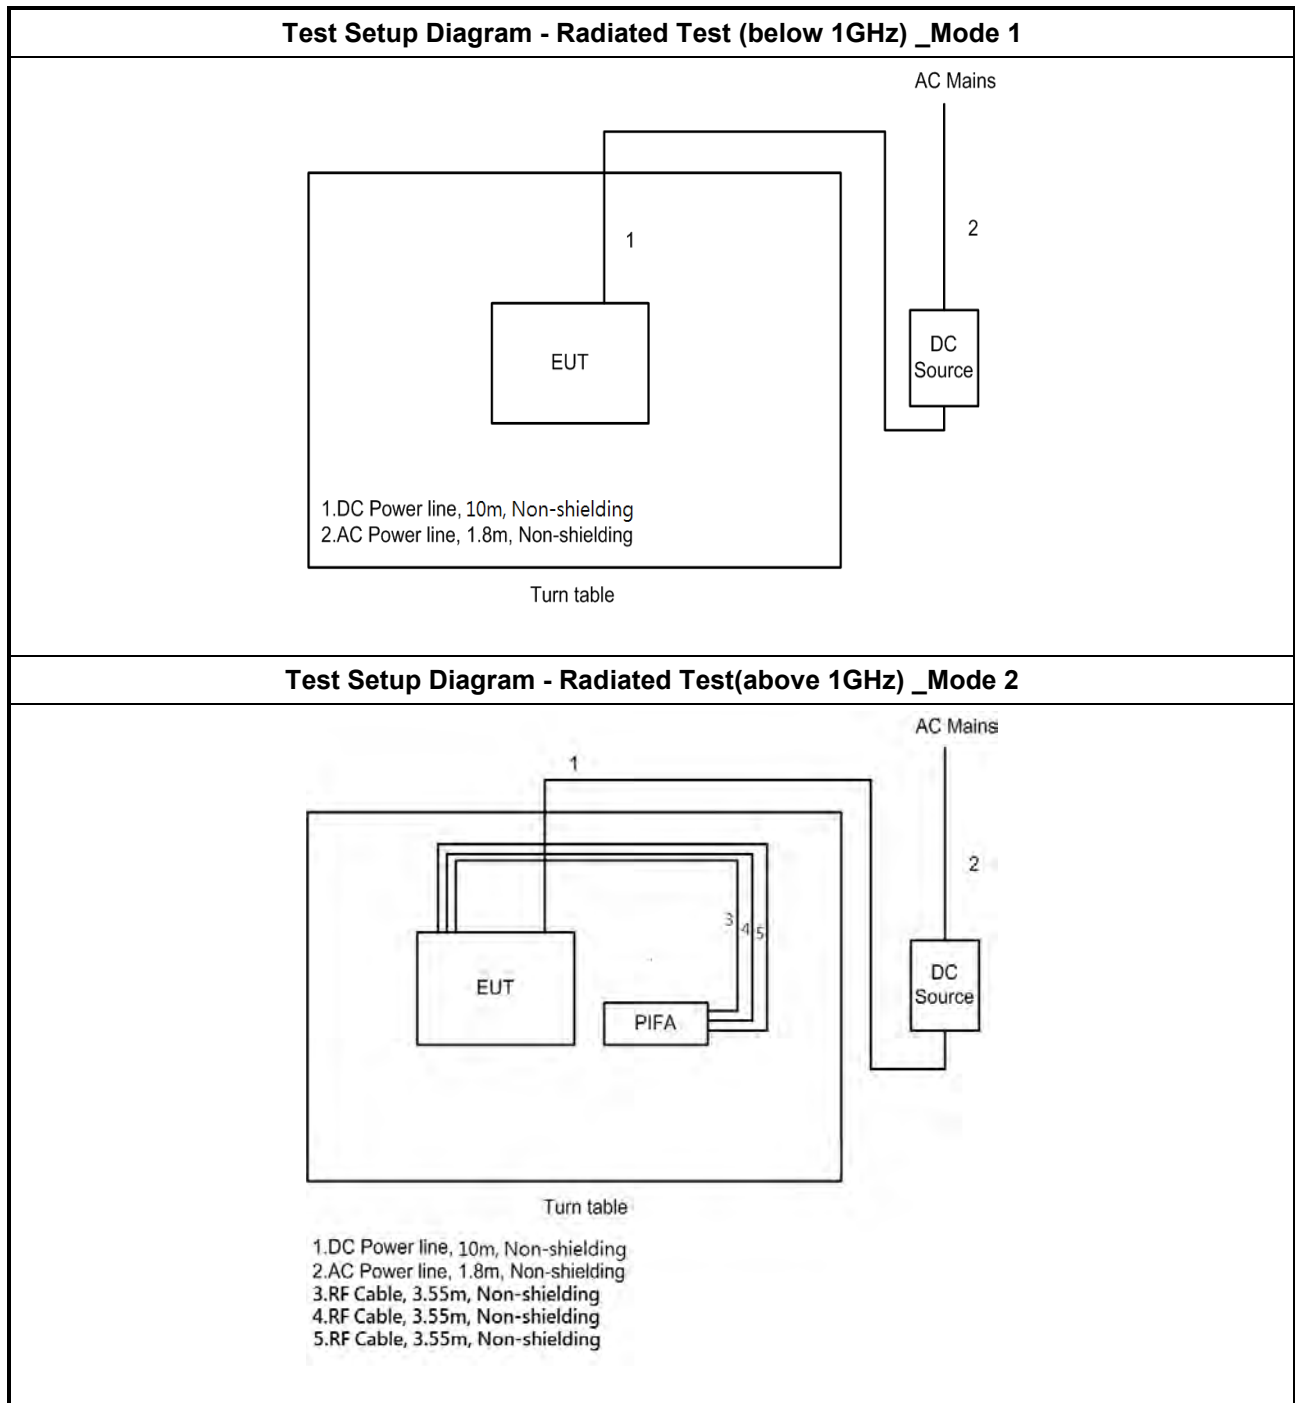 Test Setup Diagram - Radiated Test (below 1GHz) _Mode 1
AC Mains
1
2
EUT
DC
Source
1.DC Power line, 10m, Non-shielding
2.AC Power line, 1.8m, Non-shielding
Turn table
Test Setup Diagram - Radiated Test(above 1GHz) _Mode 2
AC Mains
1
2
3
4
5
EUT
DC
Source
PIFA
Turn table
1.DC Power line, 10m, Non-shielding
2.AC Power line, 1.8m, Non-shielding
3.RF Cable, 3.55m, Non-shielding
4.RF Cable, 3.55m, Non-shielding
5.RF Cable, 3.55m, Non-shielding